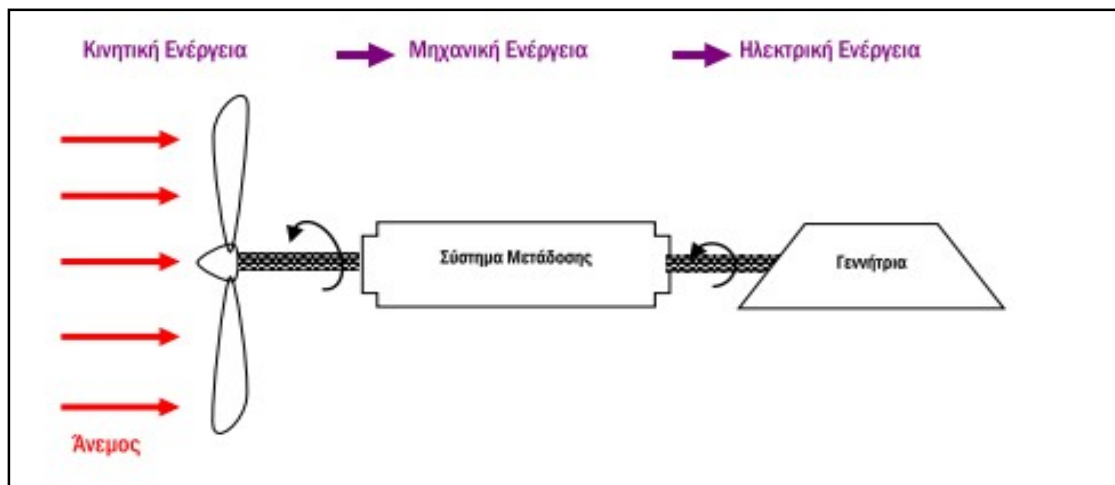 Κινητική Ενέργεια Μηχανική Ενέργεια Ηλεκτρική Ενέργεια
Σύστημα Μετάδοσης
Γεννήτρια
Άνεμος